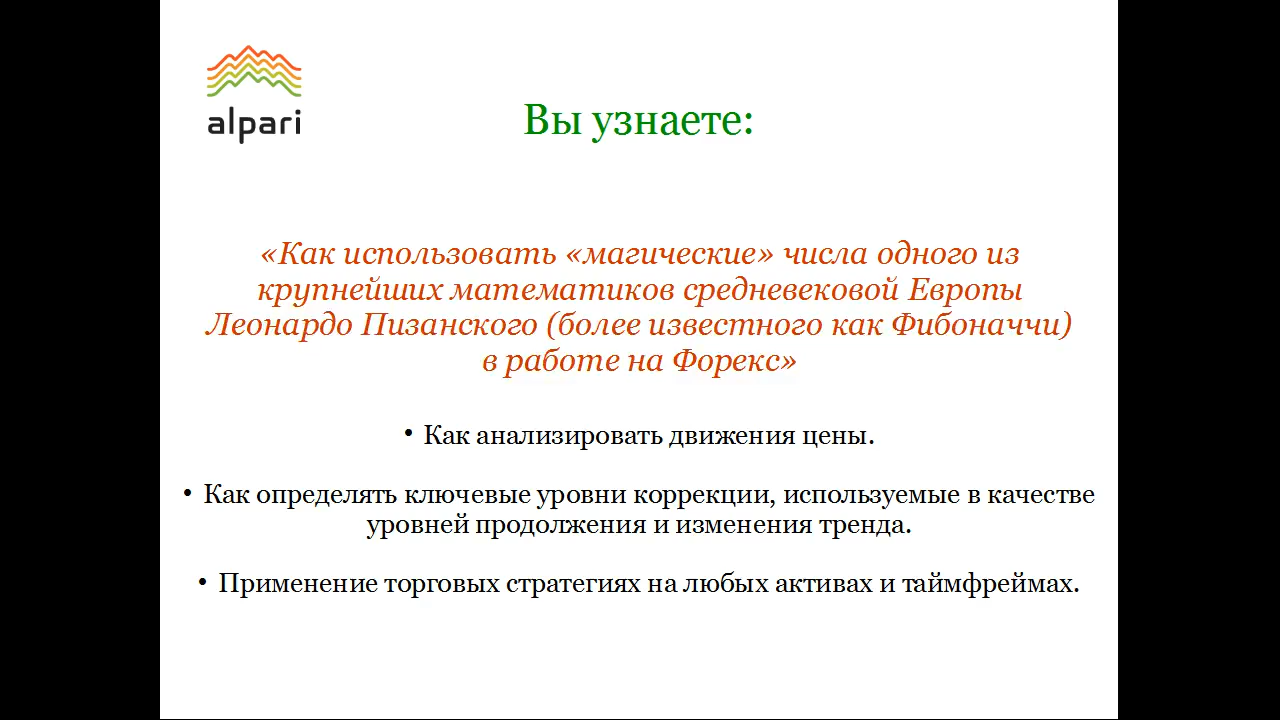 alpari
Вы узнаете:
«Как использовать «магические» числа одного из
крупнейших математиков средневековой Европы
Леонардо Пизанского (более известного как Фибоначчи)
в работе на Форекс»
• Как анализировать движения цены.
• Как определять ключевые уровни коррекции, используемые в качестве
уровней продолжения и изменения тренда.
• Применение торговых стратегиях на любых активах и таймфреймах.